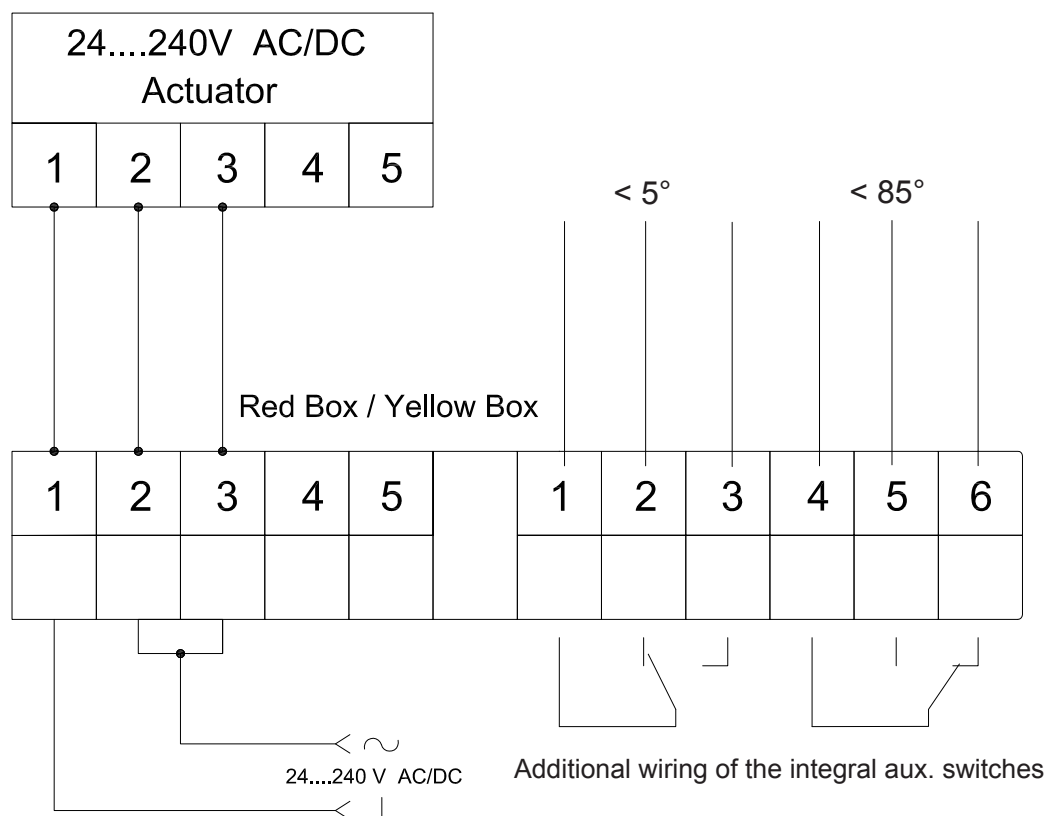 24....240V AC/DC
Actuator
1 2 3 4 5
< 5° < 85°
Red Box / Yellow Box
1 2 3 4 5 1 2 3 4 5 6
24....240 V AC/DC
Additional wiring of the integral aux. switches